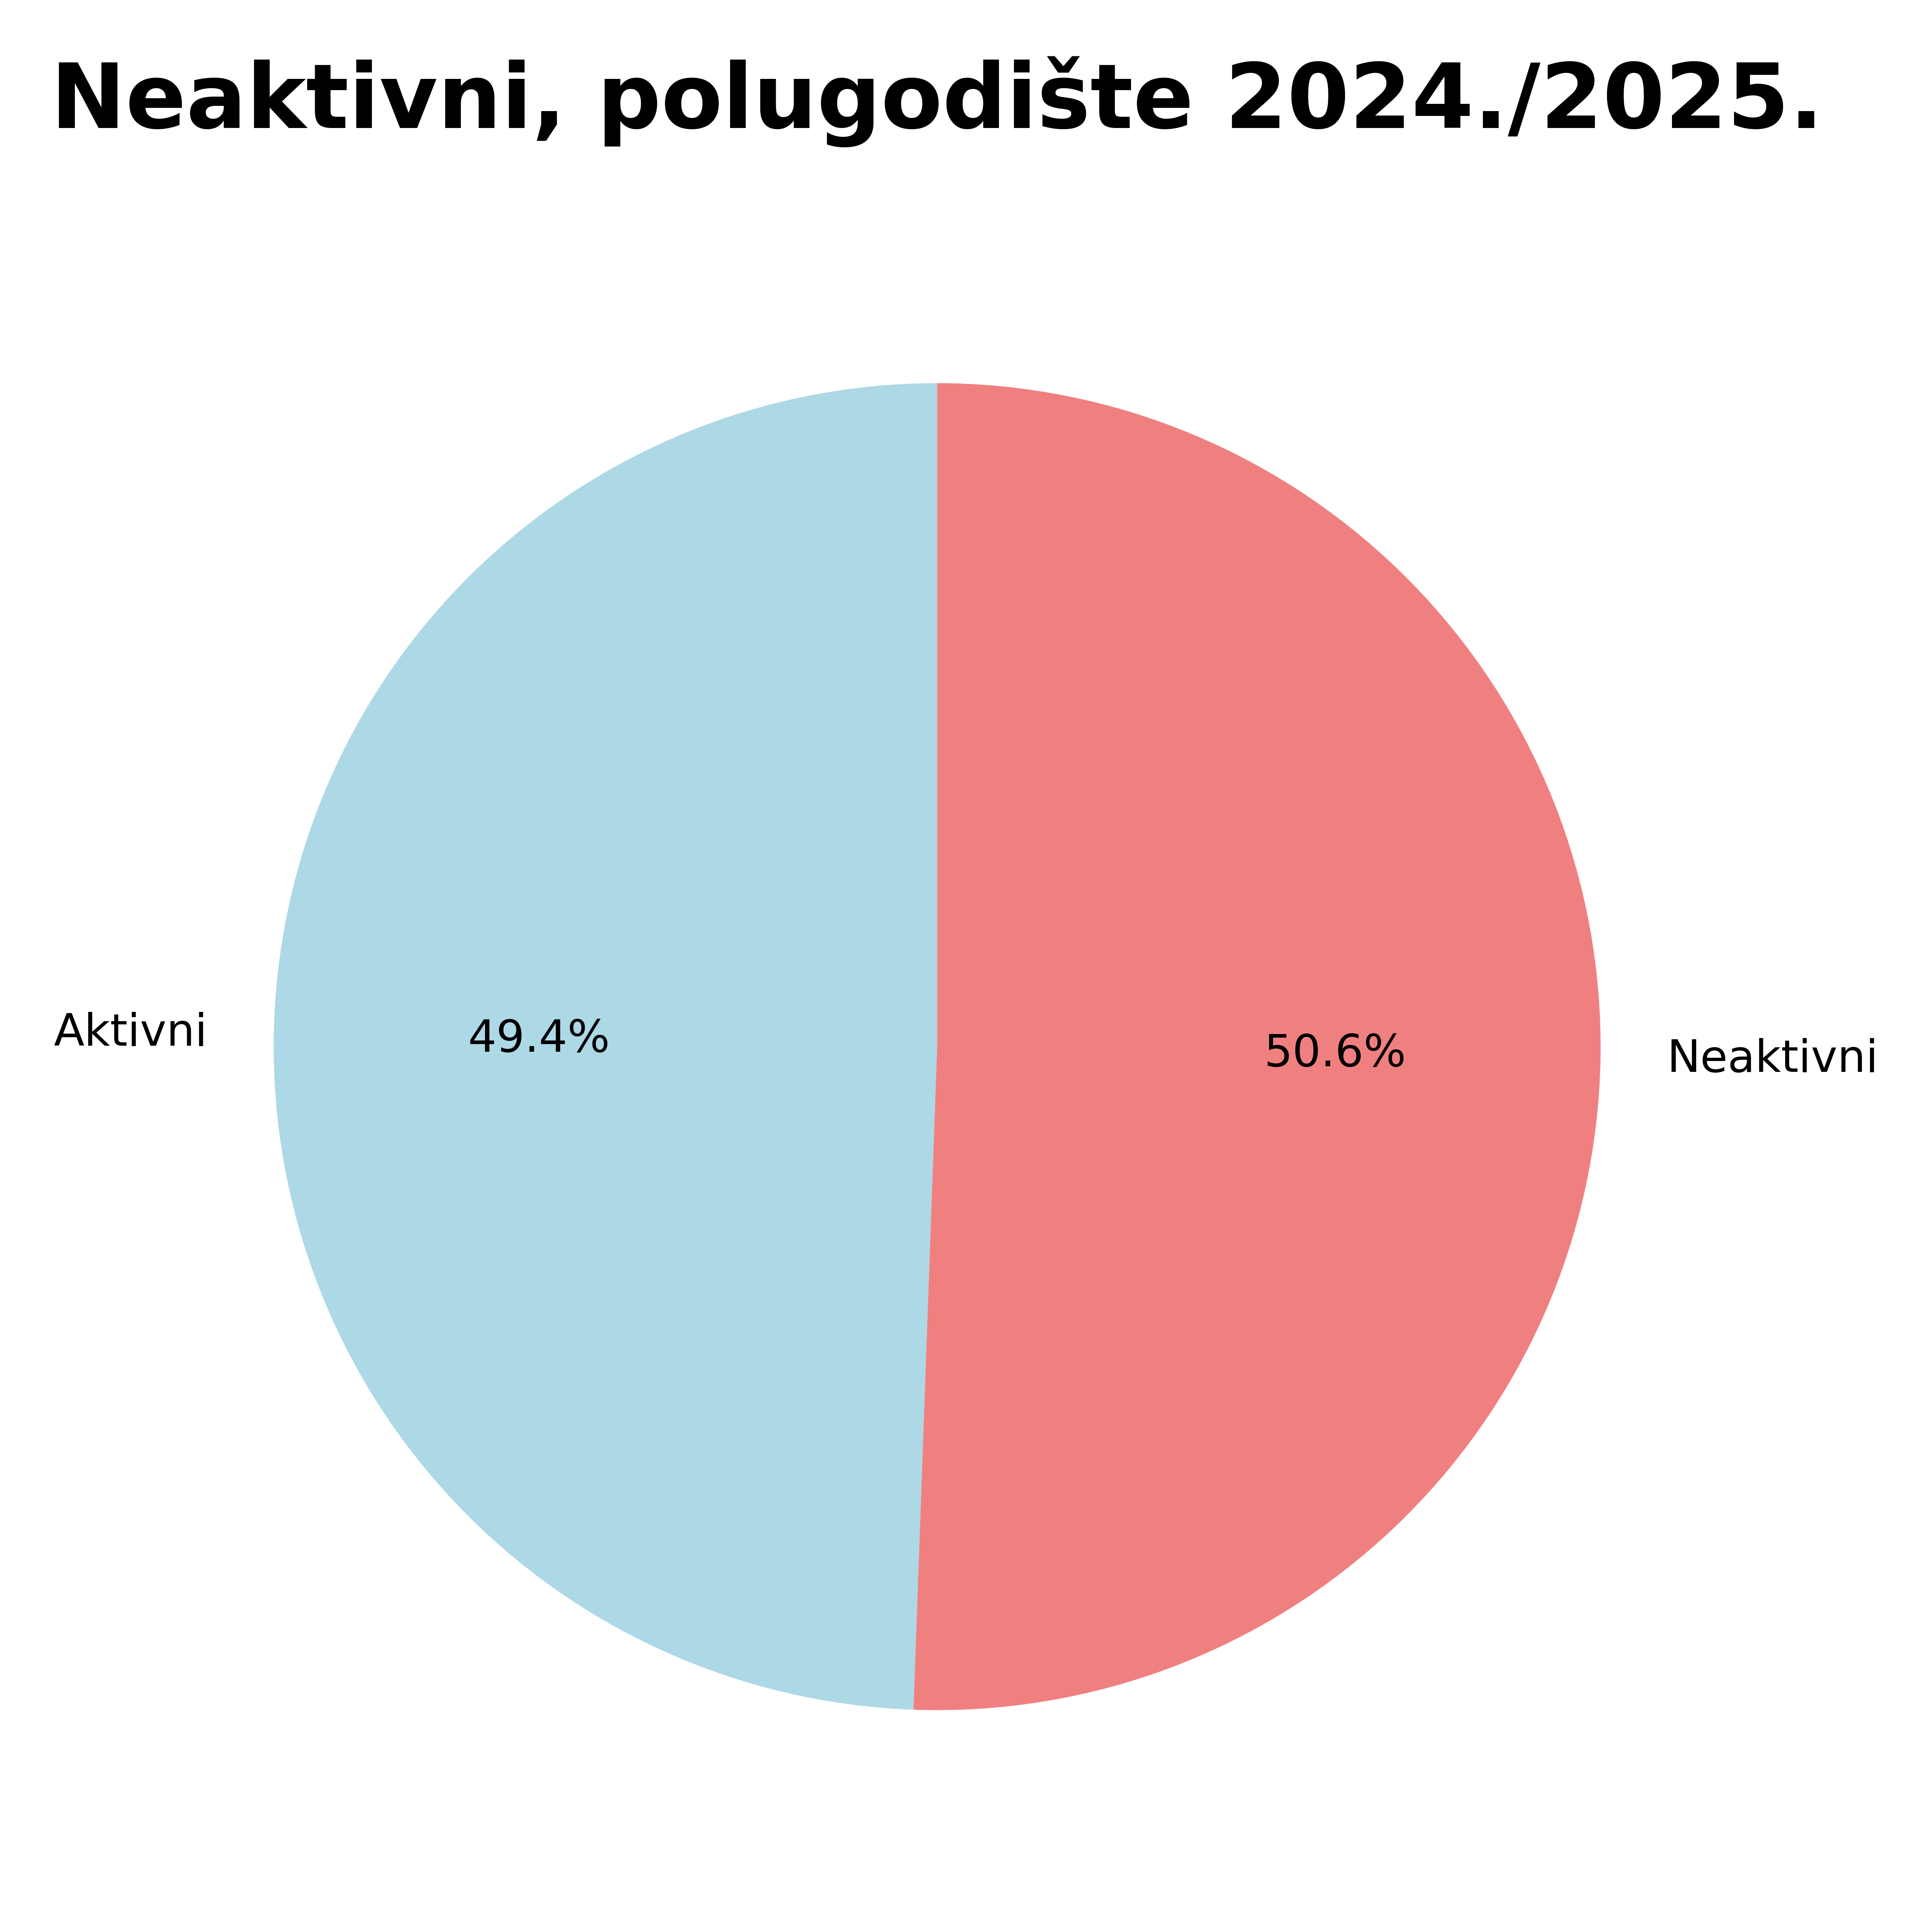 Neaktivni, polugodište 2024./2025.
Aktivni
49.4%
50.6%
Neaktivni